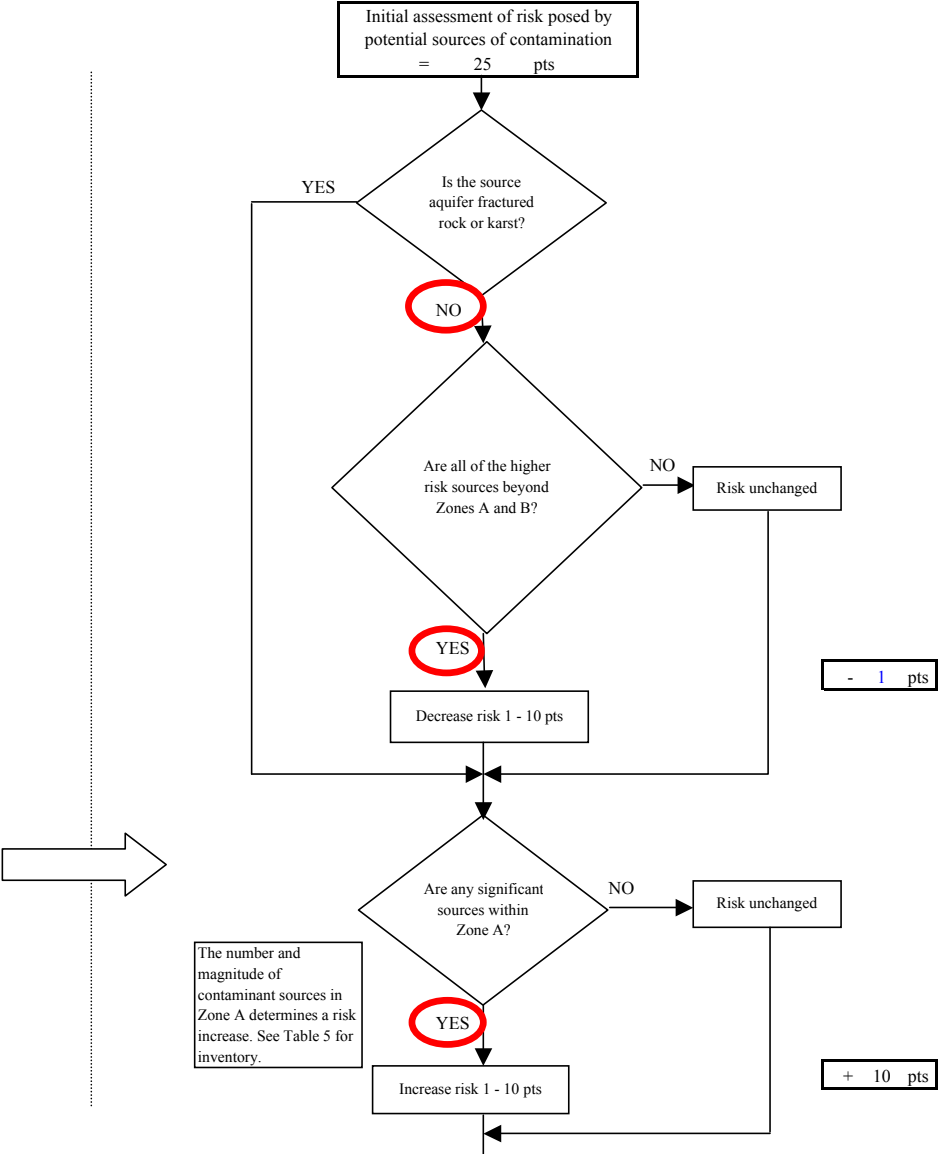 Initial assessment of risk posed by
potential sources of contamination
= 25 pts
YES
Is the source
aquifer fractured
rock or karst?
NO
Are all of the higher
risk sources beyond
Zones A and B?
NO
Risk unchanged
YES
- 1 pts
Decrease risk 1 - 10 pts
Are any significant
sources within
Zone A?
NO
Risk unchanged
The number and
magnitude of
contaminant sources in
Zone A determines a risk
increase. See Table 5 for
inventory.
YES
+ 10 pts
Increase risk 1 - 10 pts